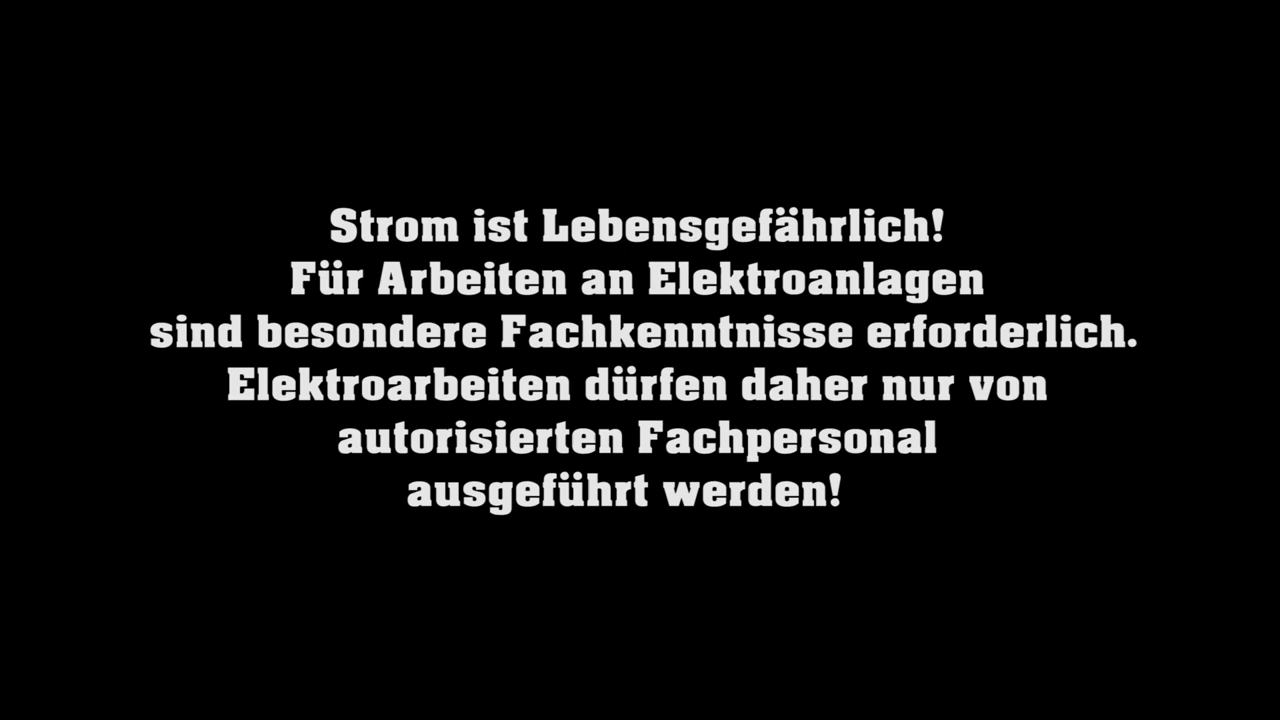 Strom ist Lebensgefährlich!
Für Arbeiten an Elektroanlagen
sind besondere Fachkenntnisse erforderlich.
Elektroarbeiten dürfen daher nur von
autorisierten Fachpersonal
ausgeführt werden!